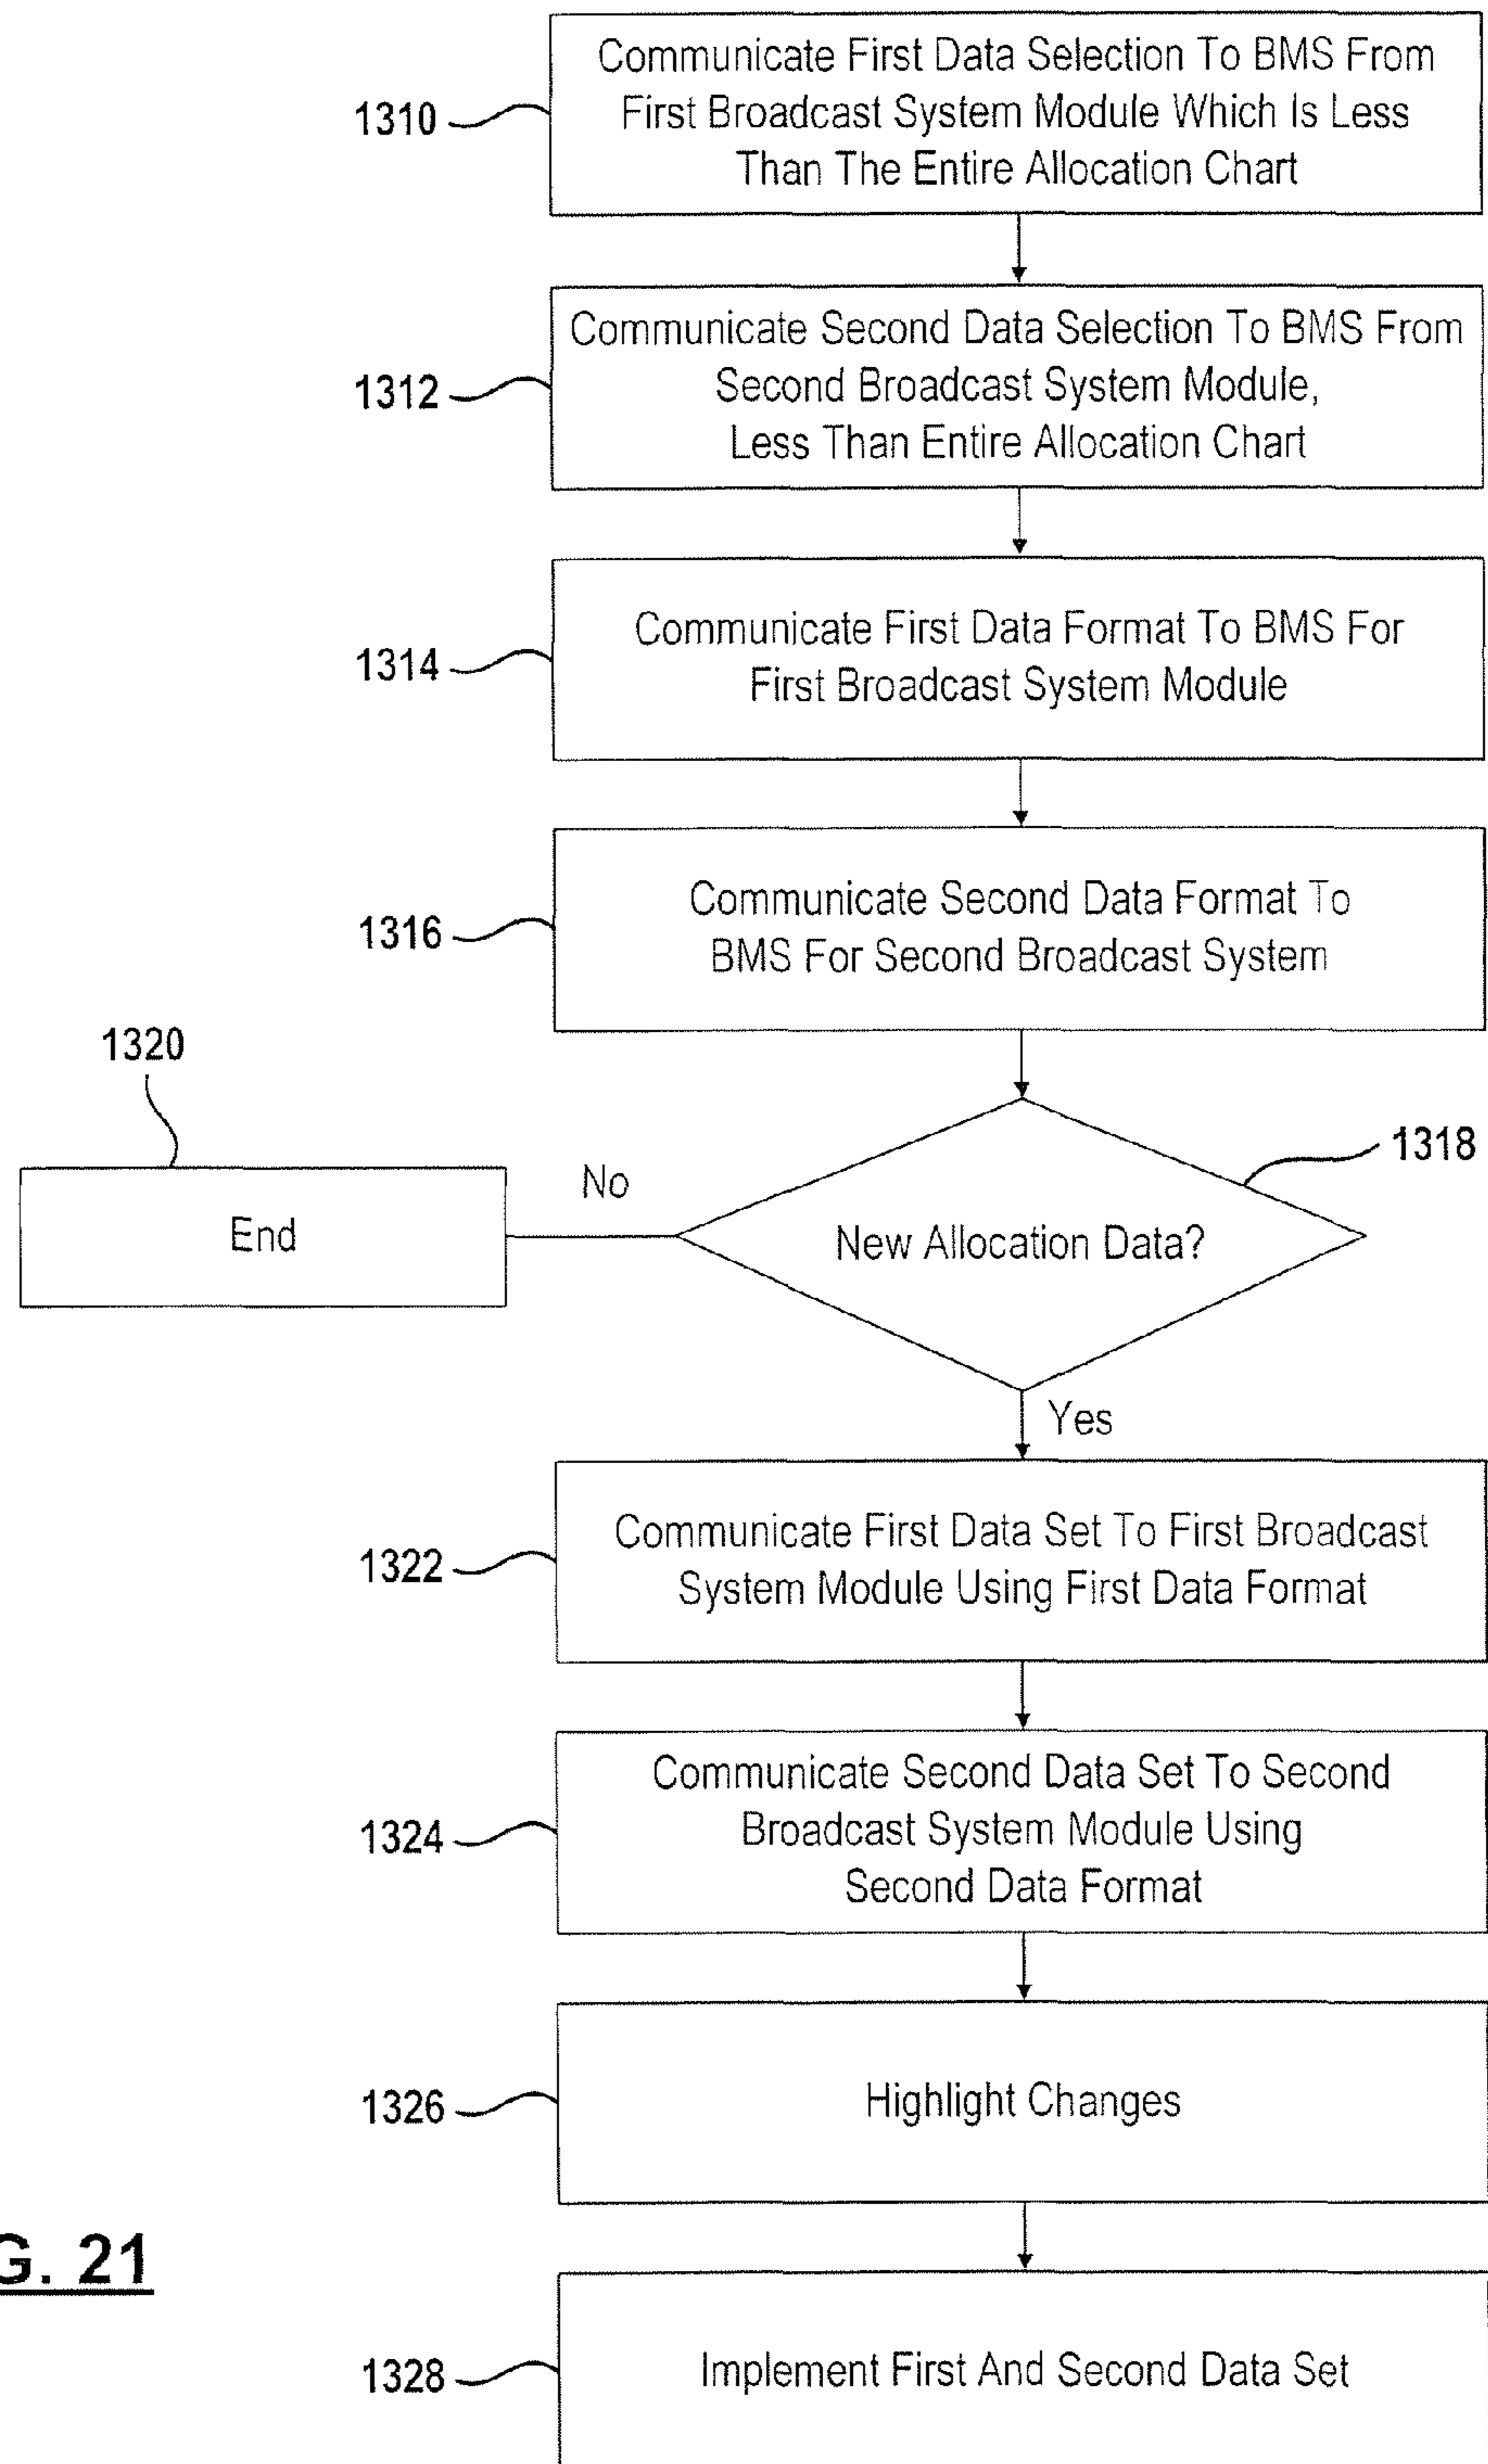 Communicate First Data Selection To BMS From
First Broadcast System Module Which Is Less
Than The Entire Allocation Chart
1310
Communicate Second Data Selection To BMS From
Second Broadcast System Module,
Less Than Entire Allocation Chart
1312
Communicate First Data Format To BMS For
First Broadcast System Module
1314
Communicate Second Data Format To
BMS For Second Broadcast System
1316
1320
End
No
New Allocation Data?
1318
Yes
Communicate First Data Set To First Broadcast
System Module Using First Data Format
1322
Communicate Second Data Set To Second
Broadcast System Module Using
Second Data Format
1324
Highlight Changes
1326
G. 21
Implement First And Second Data Set
1328